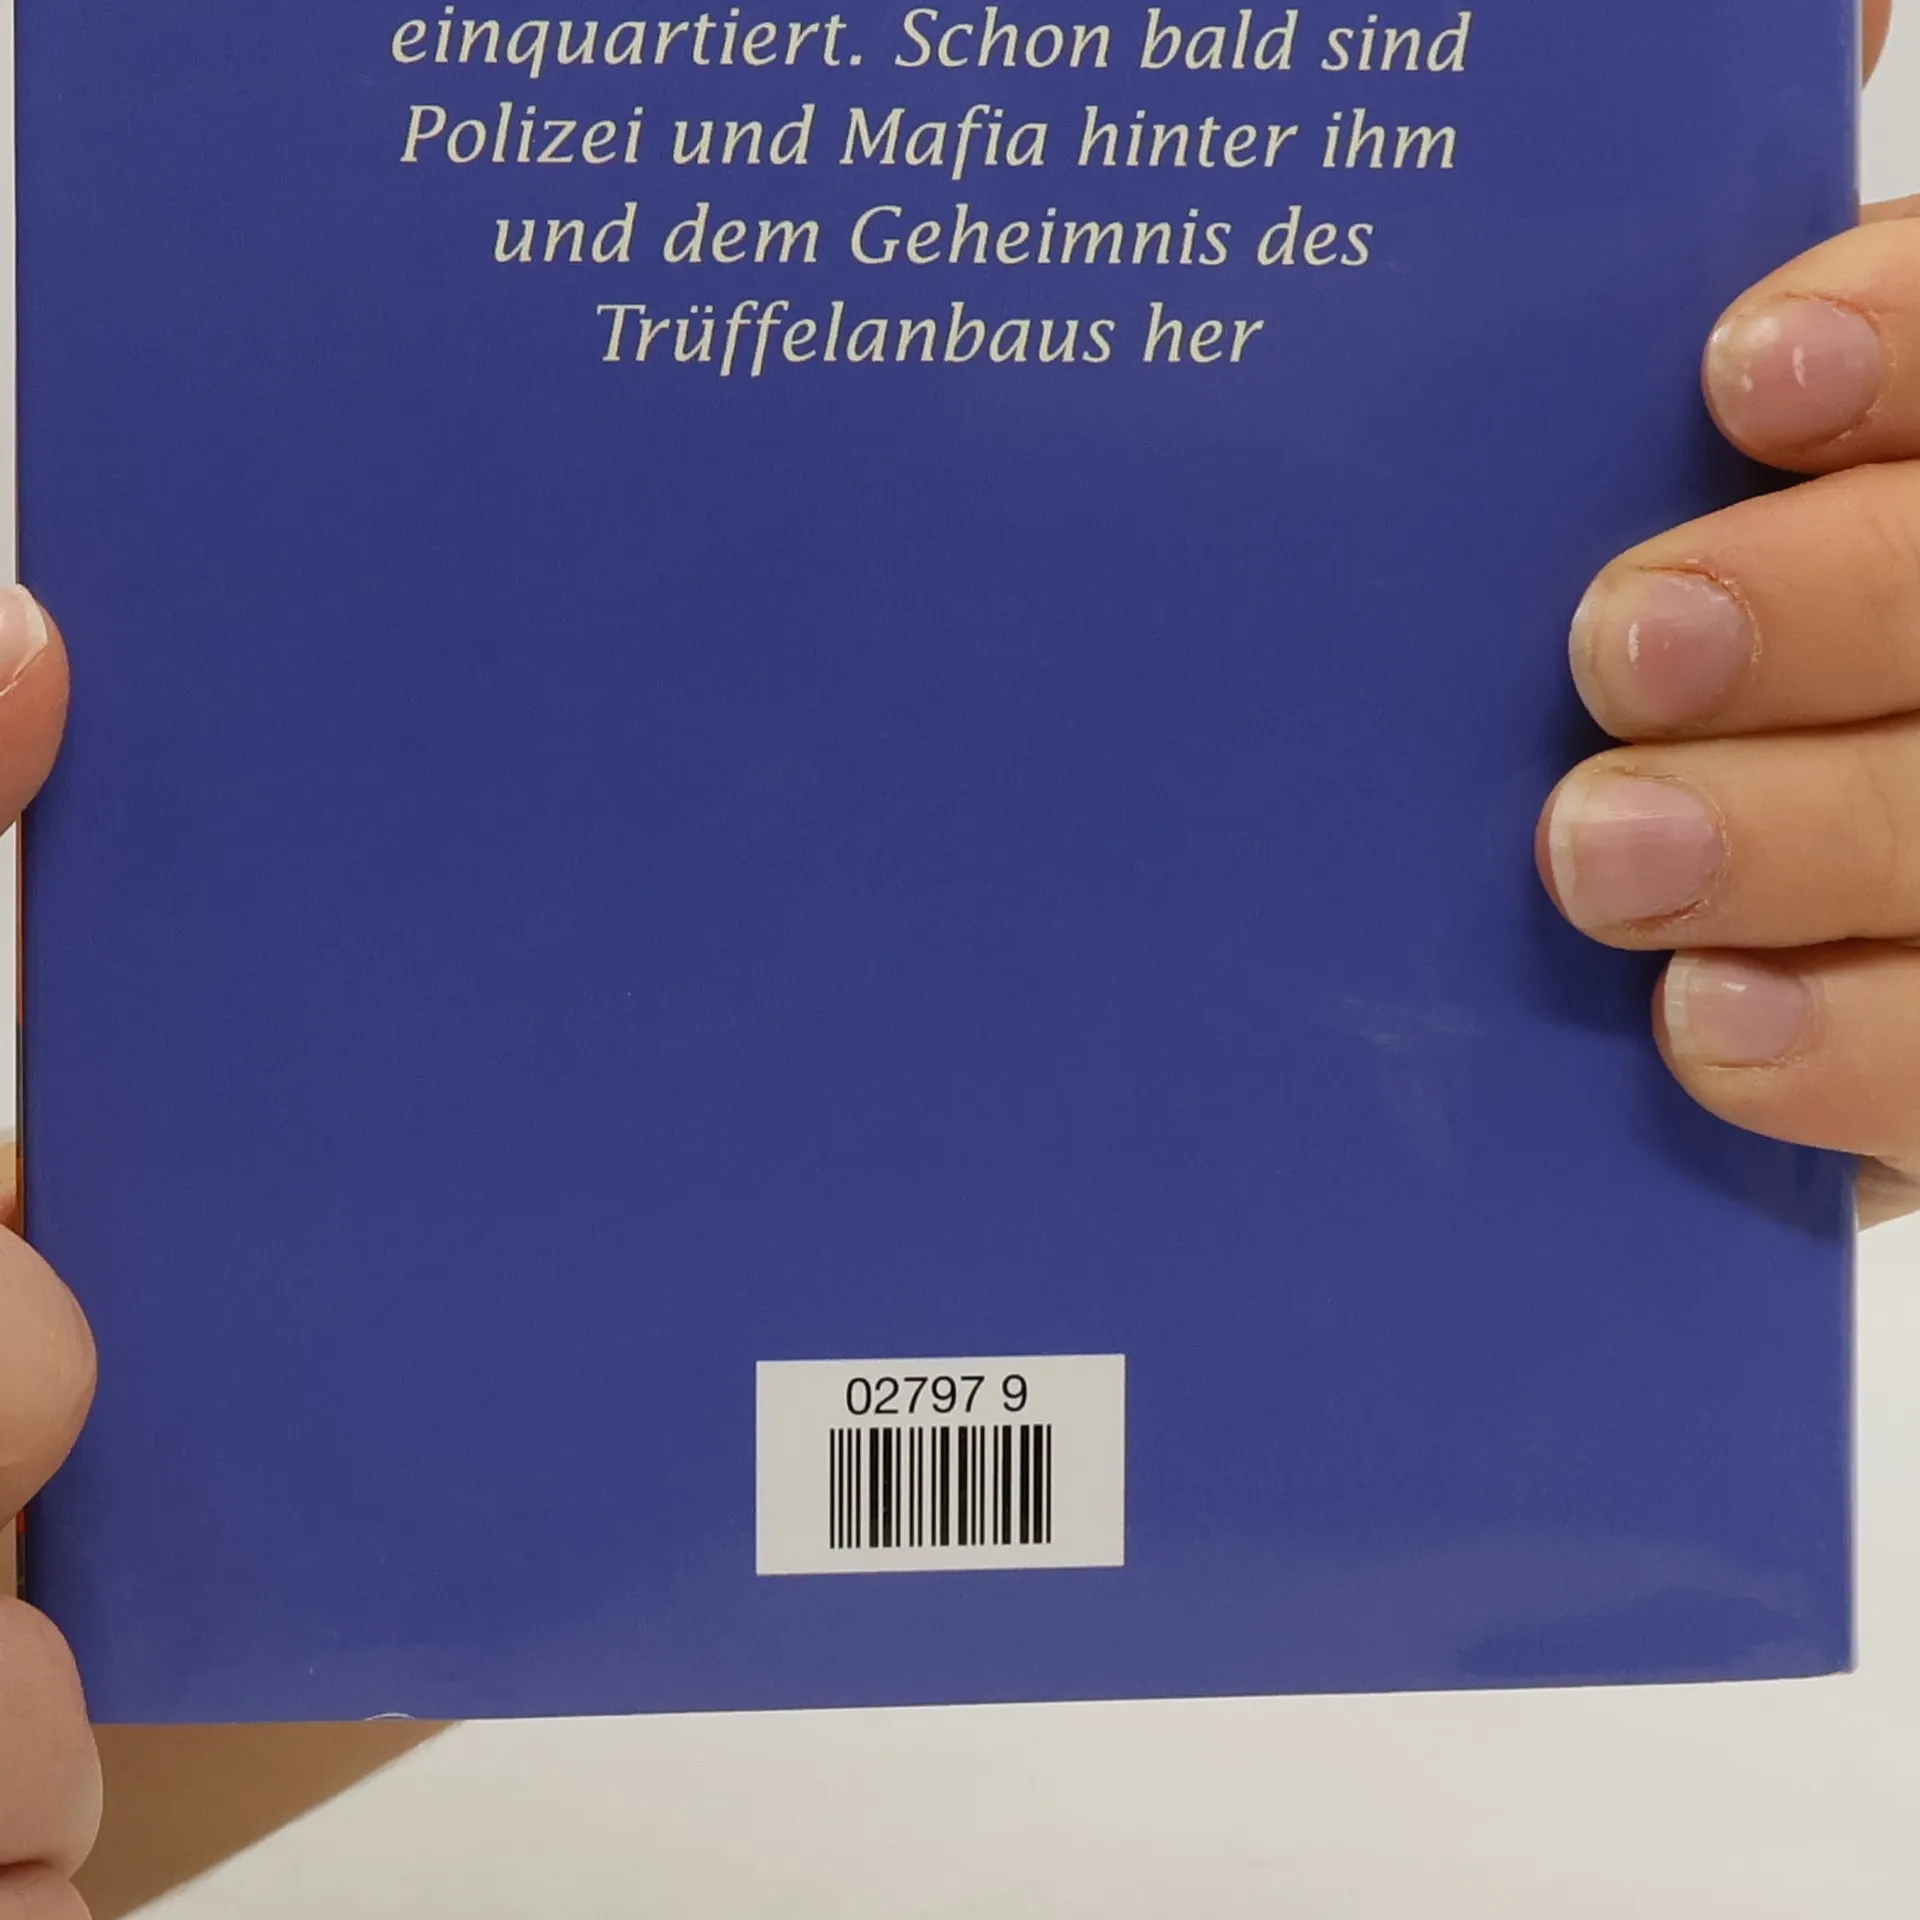 einquartiert. Schon bald sind
Polizei und Mafia hinter ihm
und dem Geheimnis des
Trüffelanbaus her
02797 9